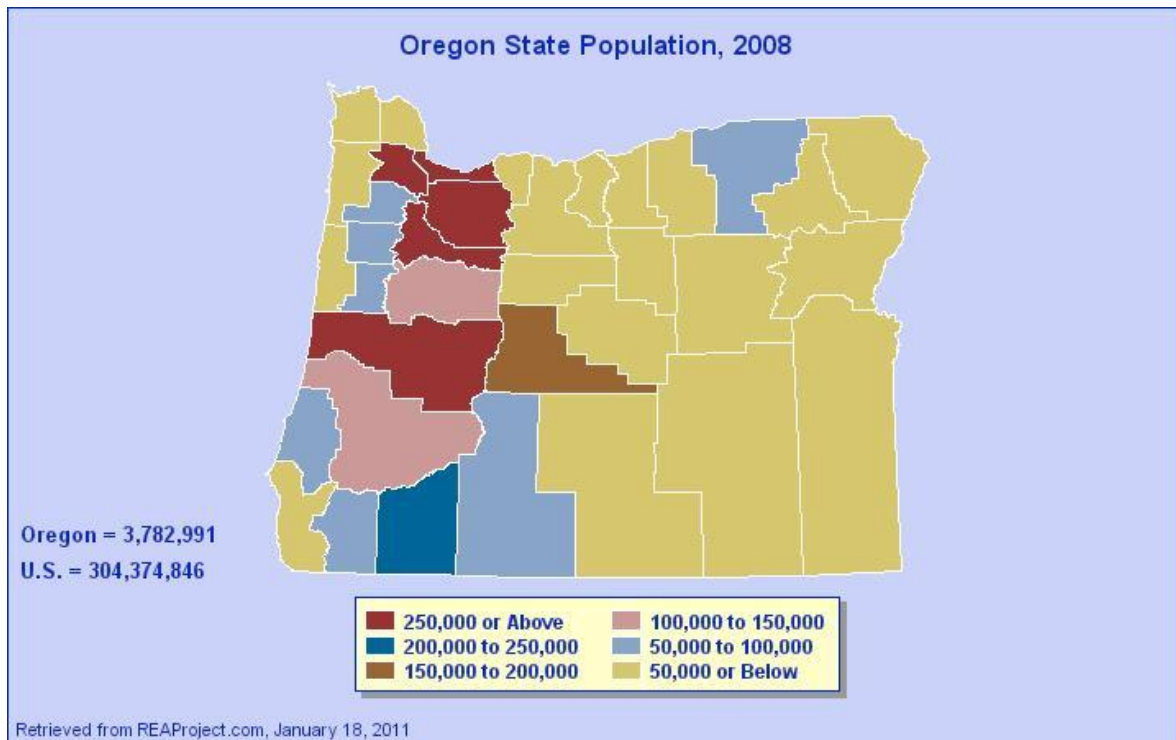 Oregon State Population, 2008
Oregon = 3,782,991
U.S. = 304,374,846
250,000 or Above
100,000 to 150,000
200,000 to 250,000
50,000 to 100,000
150,000 to 200,000
50,000 or Below
Retrieved from REAProject.com, January 18, 2011